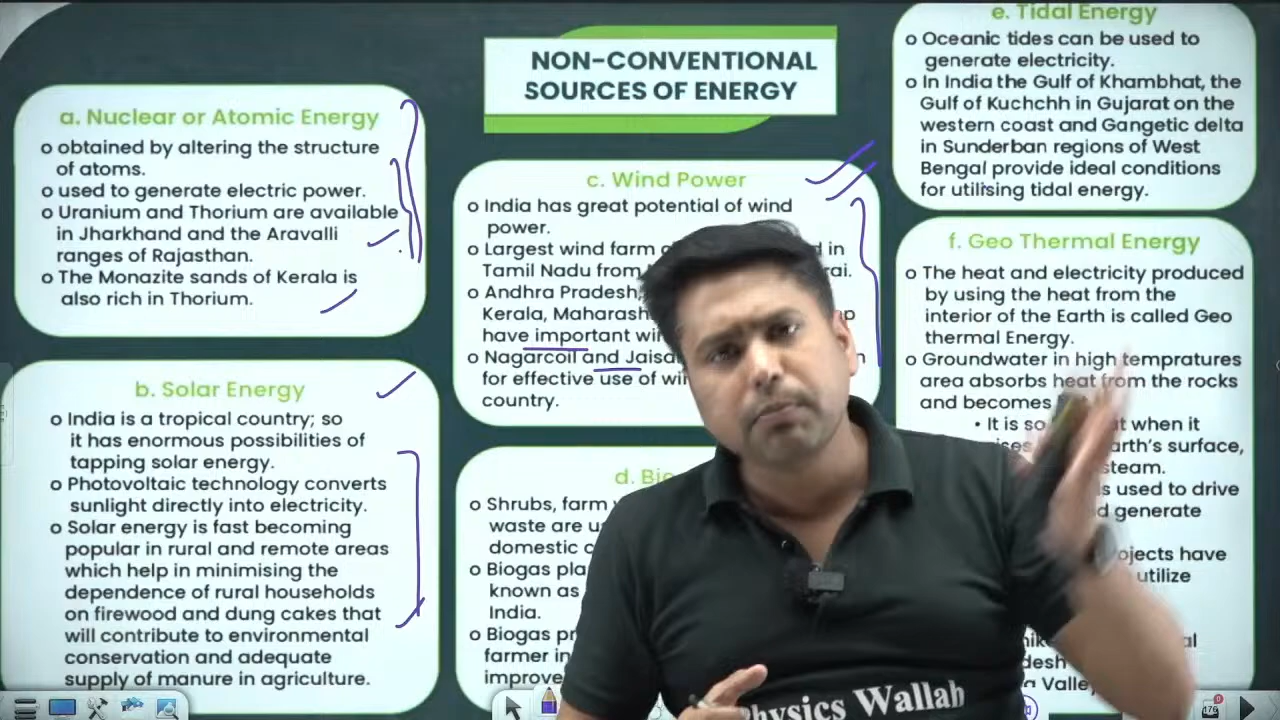 NON-CONVENTIONAL
SOURCES OF ENERGY
a. Nuclear or Atomic Energy
o obtained by altering the structure
of atoms.
o used to generate electric power.
o Uranium and Thorium are available
in Jharkhand and the Aravalli
ranges of Rajasthan.
o The Monazite sands of Kerala is
also rich in Thorium.
b. Solar Energy
o India is a tropical country; so
it has enormous possibilities of
tapping solar energy.
o Photovoltaic technology converts
sunlight directly into electricity.
o Solar energy is fast becoming
popular in rural and remote areas
which help in minimising the
dependence of rural households
on firewood and dung cakes that
will contribute to environmental
conservation and adequate
supply of manure in agriculture.
c. Wind Power
o India has great potential of wind
power.
o Largest wind farm in
Tamil Nadu from
o Andhra Pradesh,
Kerala,
have important
o Nagarcoil and
for effective use of
country.
d.
o Shrubs, farm
waste are
domestic
o Biogas
known as
India.
o Biogas
farmer in
e. Tidal Energy
o Oceanic tides can be used to
generate electricity.
o In India the Gulf of Khambhat, the
Gulf of Kuchchh in Gujarat on the
western coast and Gangetic delta
in Sunderban regions of West
Bengal provide ideal conditions
for utilising tidal energy.
f. Geo Thermal Energy
o The heat and electricity produced
by using the heat from the
interior of the Earth is called Geo
thermal Energy.
o Groundwater in high tempratures
area absorbs heat from the rocks
and becomes
• It is so when it
surface,
steam.
used to drive
generate
have
utilize
Valley,
Physics Wallah
176